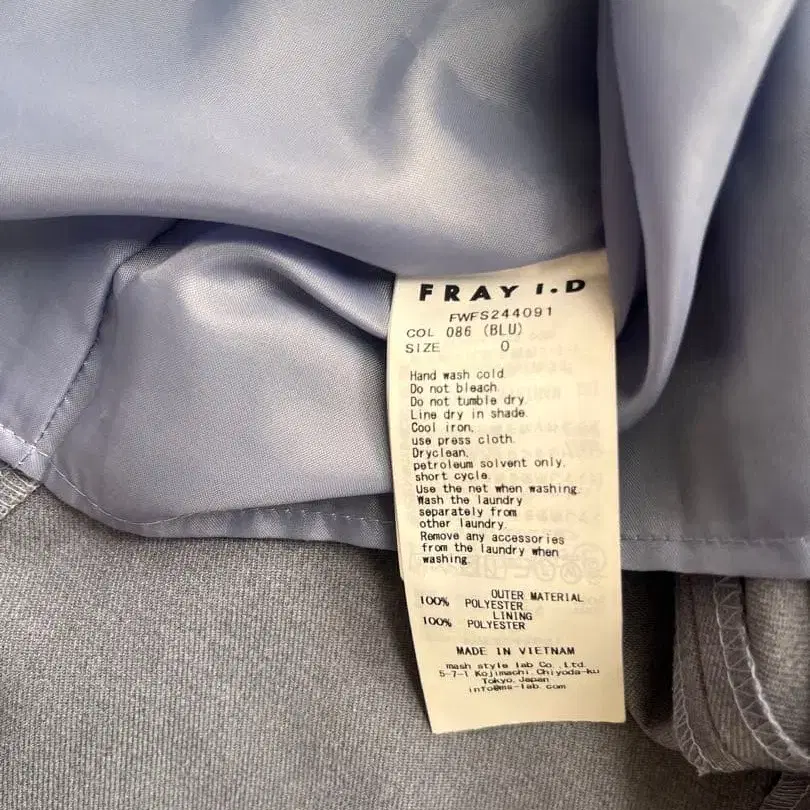 FRAY I.D
FWFS244091
COL 086 (BLU)
SIZE 0
Hand wash cold.
Do not bleach.
Do not tumble dry.
Line dry in shade.
Cool iron,
use press cloth.
Dryclean,
petroleum solvent only.
short cycle.
Use the net when washing.
Wash the laundry
separately from
other laundry.
Remove any accessories
from the laundry when
washing.
OUTER MATERIAL
100% POLYESTER
LINING
100% POLYESTER
MADE IN VIETNAM
mash style lab Co.,Ltd.
5-7-1 Kojimachi,Chiyoda-ku
Tokyo,Japan
info@ms-lab.com